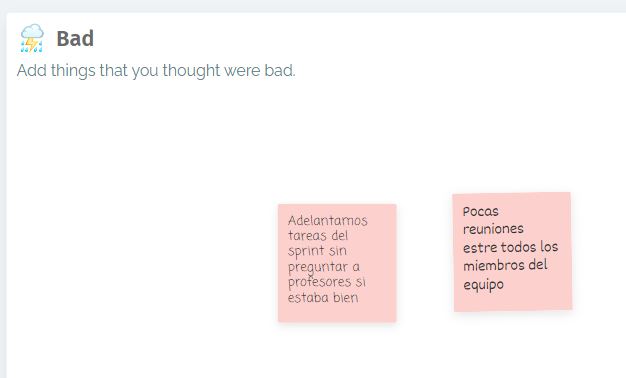 Bad
Add things that you thought were bad.
Adelantamos
tareas del
sprint sin
preguntar a
profesores si
estaba bien
Pocas
reuniones
estre todos los
miembros del
equipo